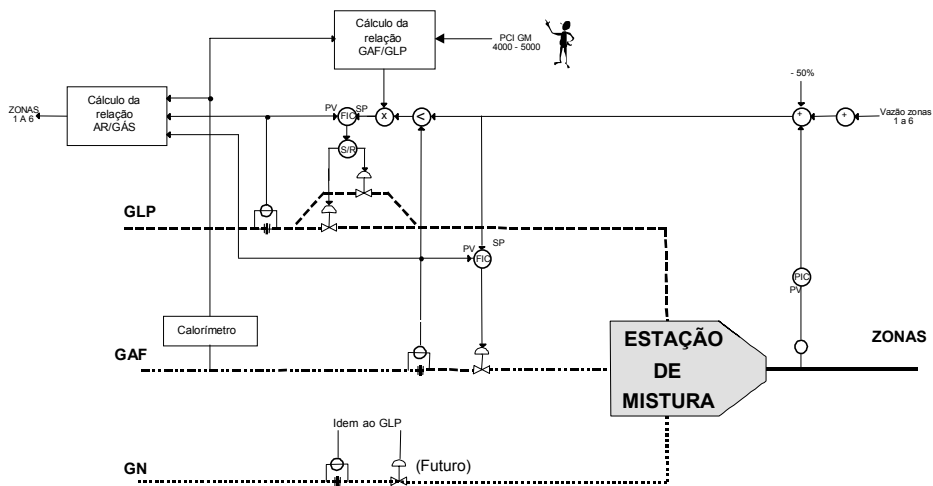 Cálculo da
relação
GAF/GLP
PCI GM
4000 - 5000
- 50%
ZONAS
1 A 6
Cálculo da
relação
AR/GÁS
PV
FIC
SP
x
<
+
+
Vazão zonas
1 a 6
S/R
GLP
PV
FIC
SP
PIC
PV
Calorímetro
GAF
ESTAÇÃO
DE
MISTURA
ZONAS
Idem ao GLP
GN
(Futuro)